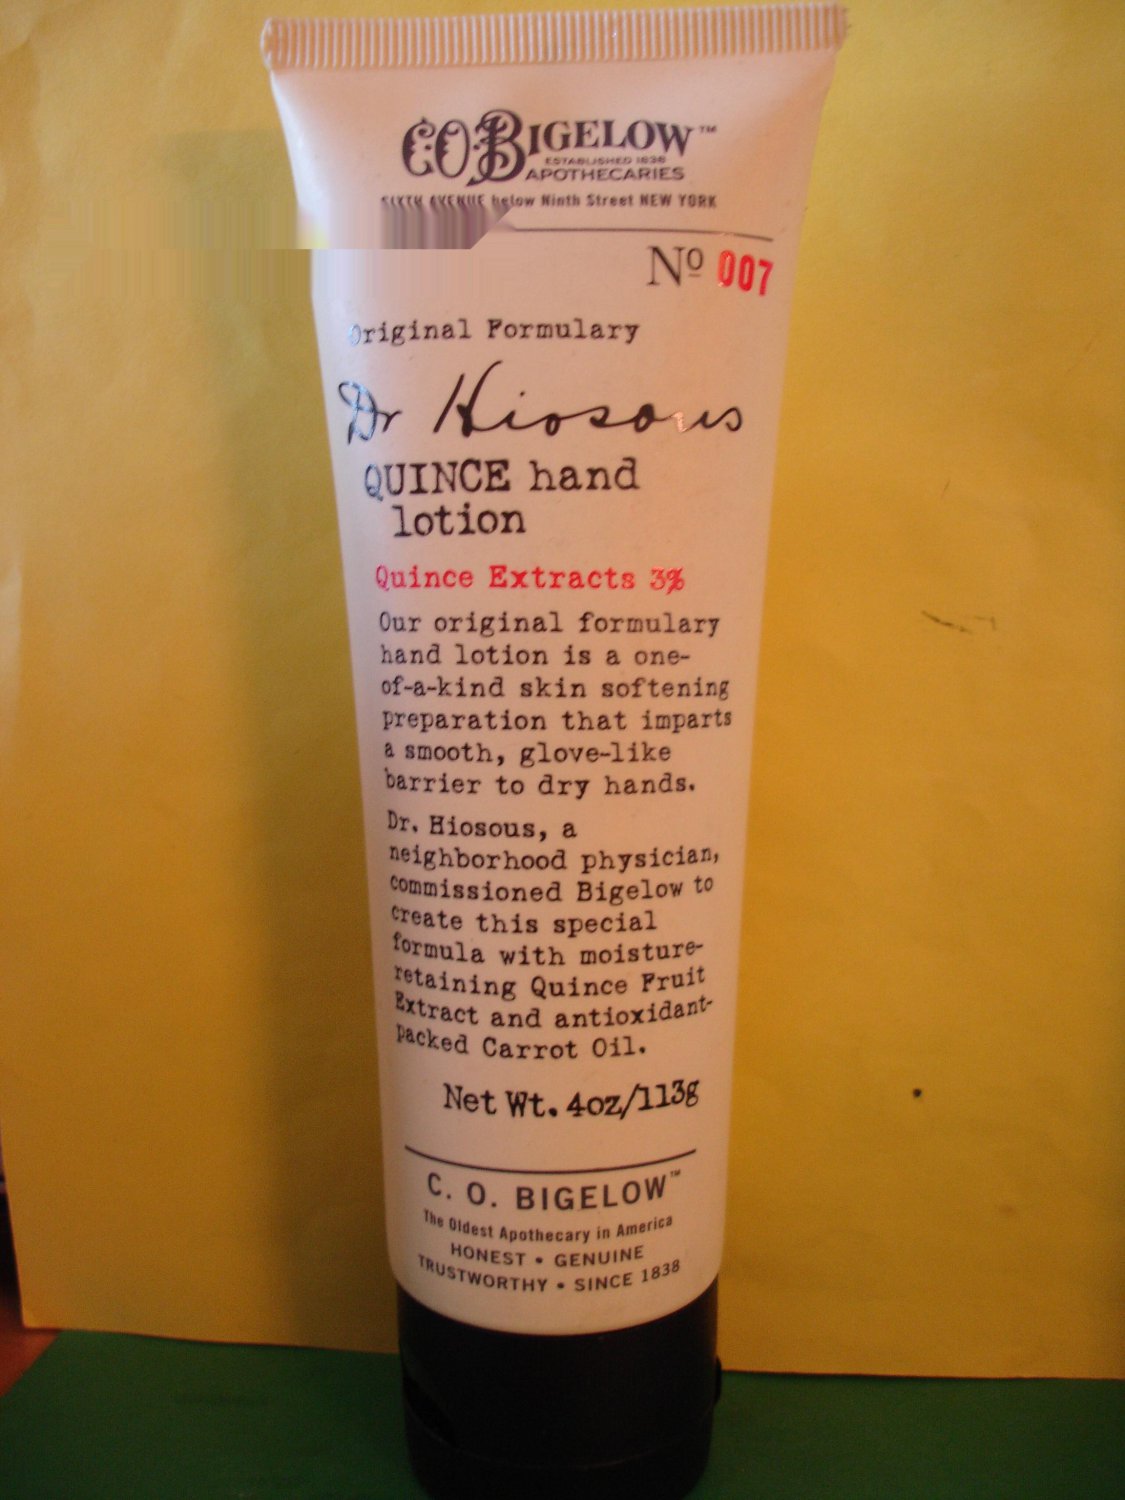 C.O. BIGELOW™
ESTABLISHED 1838
APOTHECARIES
SIXTH AVENUE below Ninth Street NEW YORK
Nº 007
Original Formulary
Dr Hiosous
QUINCE hand
lotion
Quince Extracts 3%
Our original formulary
hand lotion is a one-
of-a-kind skin softening
preparation that imparts
a smooth, glove-like
barrier to dry hands.
Dr. Hiosous, a
neighborhood physician,
commissioned Bigelow to
create this special
formula with moisture-
retaining Quince Fruit
Extract and antioxidant-
packed Carrot Oil.
Net Wt. 4oz/113g
C. O. BIGELOW™
The Oldest Apothecary in America
HONEST • GENUINE
TRUSTWORTHY • SINCE 1838